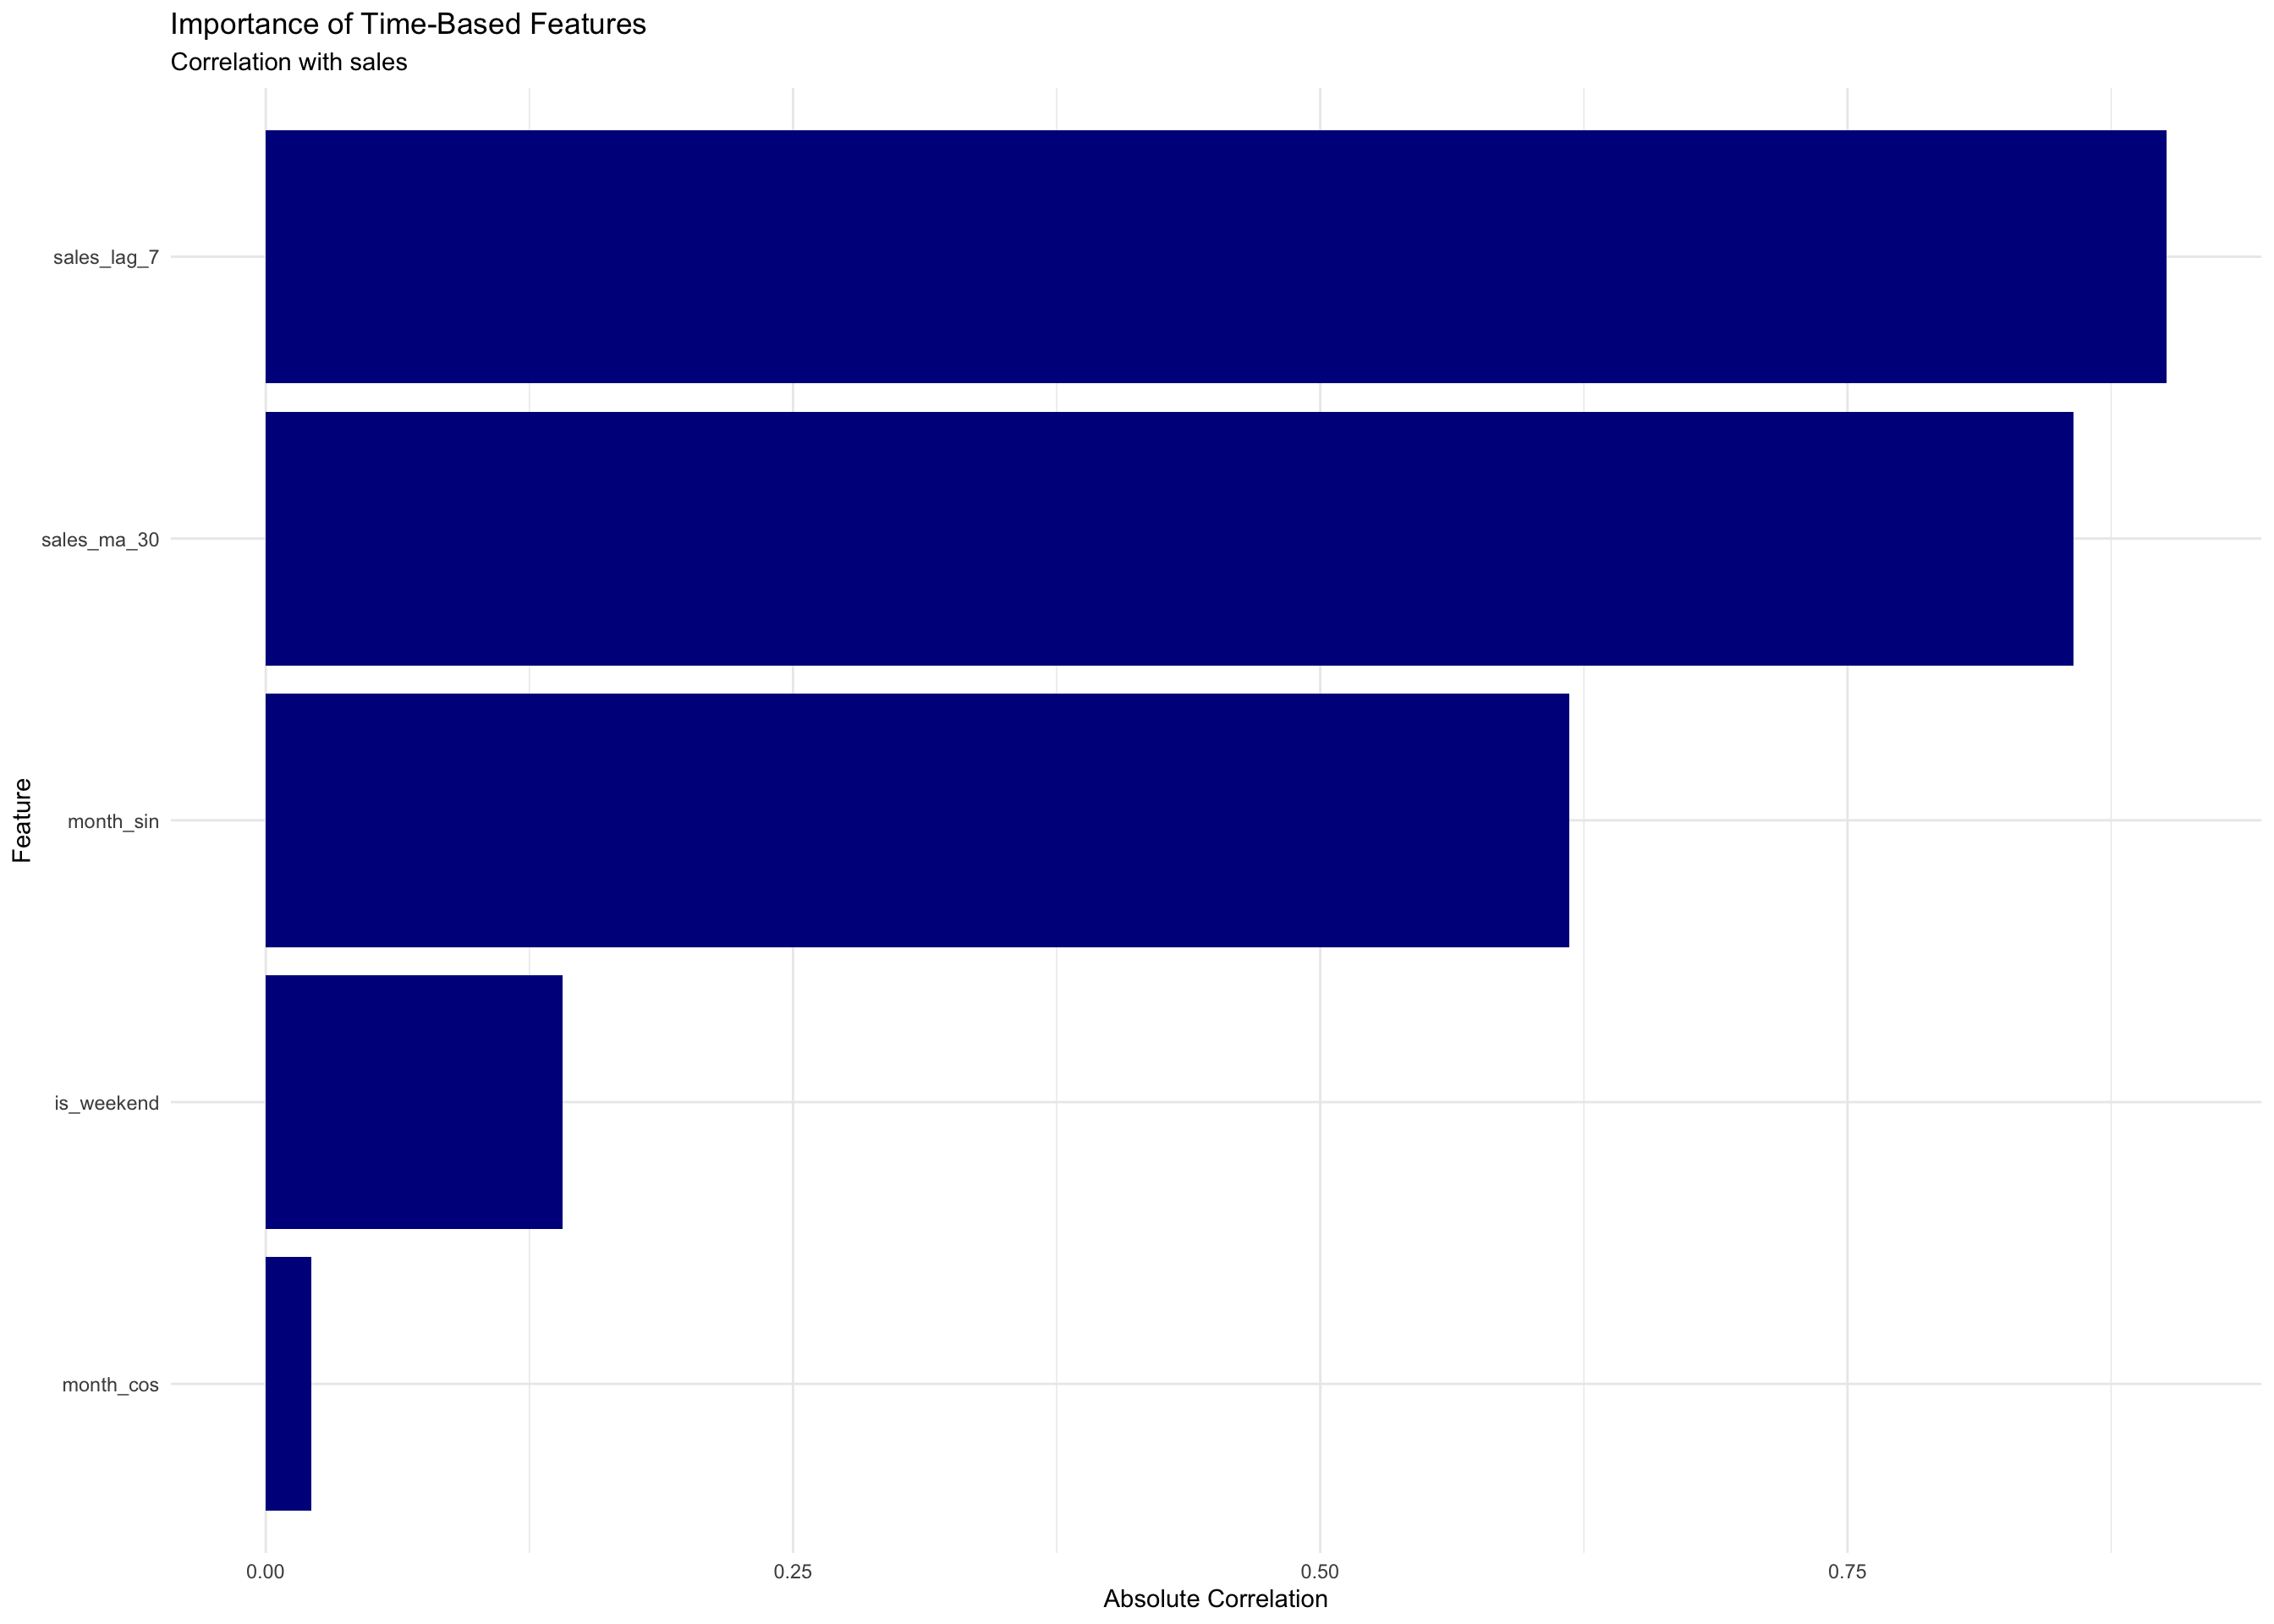 Importance of Time-Based Features
Correlation with sales
Feature
sales_lag_7
sales_ma_30
month_sin
is_weekend
month_cos
0.00 0.25 0.50 0.75
Absolute Correlation